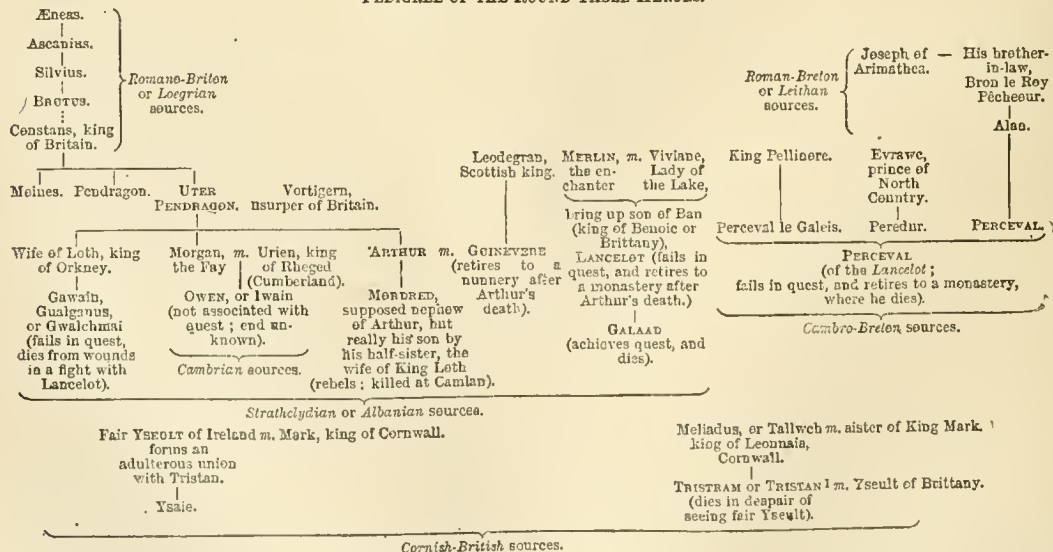 PEDIGREE OF THE ROUND TABLE HEROES.
Æneas.
Ascanius.
Silvius.
BRUTUS.
Constans, king
of Britain.
Romano-Briton
or Loegrian
sources.
Roman-Breton
or Leithan
sources.
Joseph of
Arimathea.
His brother-
in-law,
Bron le Roy
Pêcheour.
Alan.
Moines. Pendragon. UTER
PENDRAGON.
Vortigern,
usurper of Britain.
Leodegran,
Scottish king.
MERLIN, m. Viviane,
the en- Lady of
chanter the Lake,
bring up son of Ban
(king of Benoic or
Brittany),
LANCELOT (fails in
quest, and retires to
a monastery after
Arthur's death.)
GALAAD
(achieves quest, and
dies).
King Pellinore.
Perceval le Galeis.
Evrawc,
prince of
North
Country.
Peredur.
PERCEVAL.
PERCEVAL
(of the Lancelot;
fails in quest, and retires to a monastery,
where he dies).
Cambro-Breton sources.
Wife of Loth, king
of Orkney.
Gawain,
Gualganus,
or Gwalchmai
(fails in quest,
dies from wounds
in a fight with
Lancelot).
Morgan, m. Urien, king
the Fay of Rheged
(Cumberland).
OWEN, or Iwain
(not associated with
quest; end un-
known).
Cambrian sources.
ARTHUR m. GUINEVERE
(retires to a
nunnery after
Arthur's
death).
MORDRED,
supposed nephew
of Arthur, but
really his son by
his half-sister, the
wife of King Loth
(rebels; killed at Camlan).
Strathclydian or Albanian sources.
Fair YSEULT of Ireland m. Mark, king of Cornwall.
forms an
adulterous union
with Tristan.
Ysaie.
Meliadus, or Tallwch m. sister of King Mark.
king of Leonnais,
Cornwall.
TRISTRAM or TRISTAN¹ m. Yseult of Brittany.
(dies in despair of
seeing fair Yseult).
Cornish-British sources.